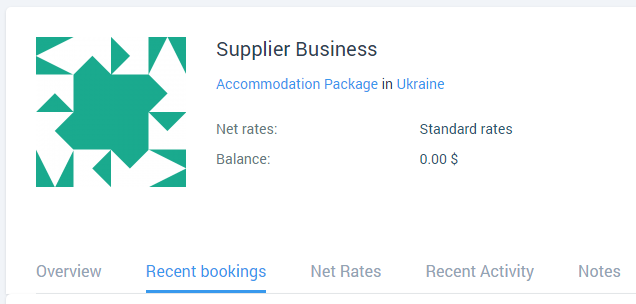 Supplier Business
Accommodation Package in Ukraine
Net rates: Standard rates
Balance: 0.00 $
Overview Recent bookings Net Rates Recent Activity Notes